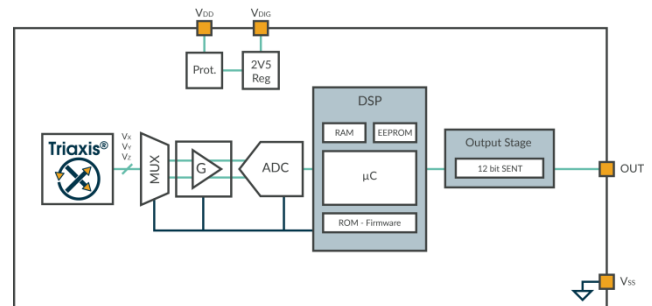 VDD
VDIG
Prot.
2V5
Reg
DSP
RAM
EEPROM
Triaxis®
VX
VY
VZ
MUX
G
ADC
µC
Output Stage
12 bit SENT
OUT
ROM - Firmware
VSS